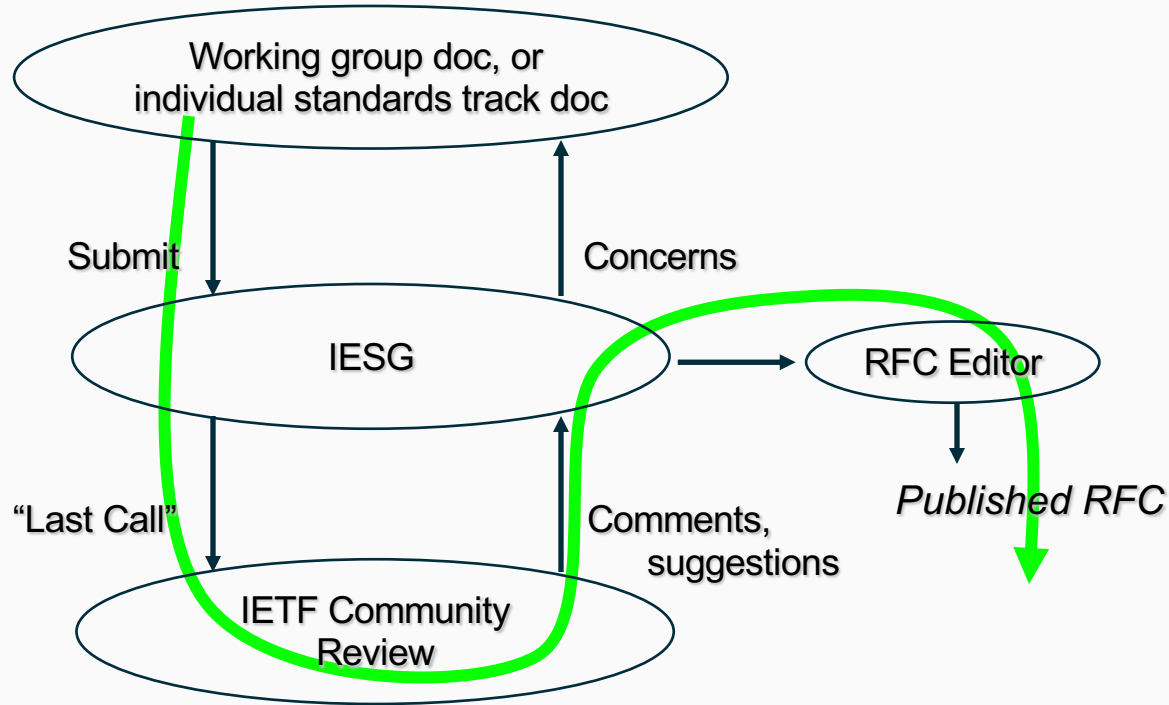 Working group doc, or
individual standards track doc
Submit
Concerns
IESG
RFC Editor
“Last Call”
Comments,
suggestions
Published RFC
IETF Community
Review